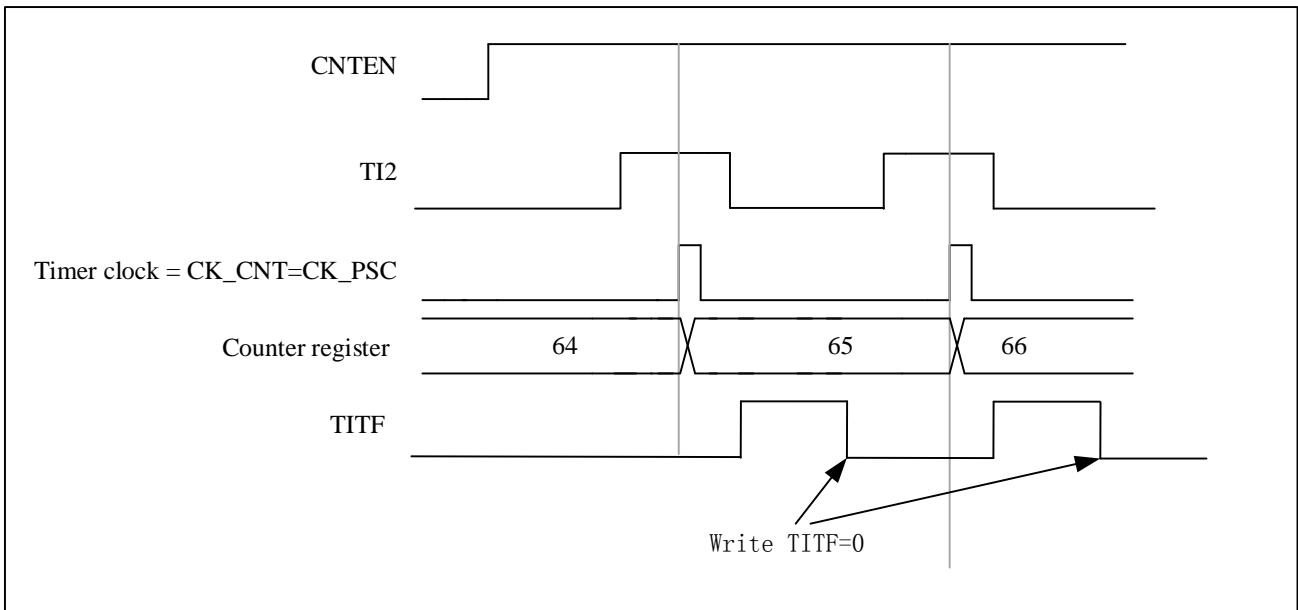 CNTEN
TI2
Timer clock = CK_CNT=CK_PSC
Counter register 64 65 66
TITF
Write TITF=0